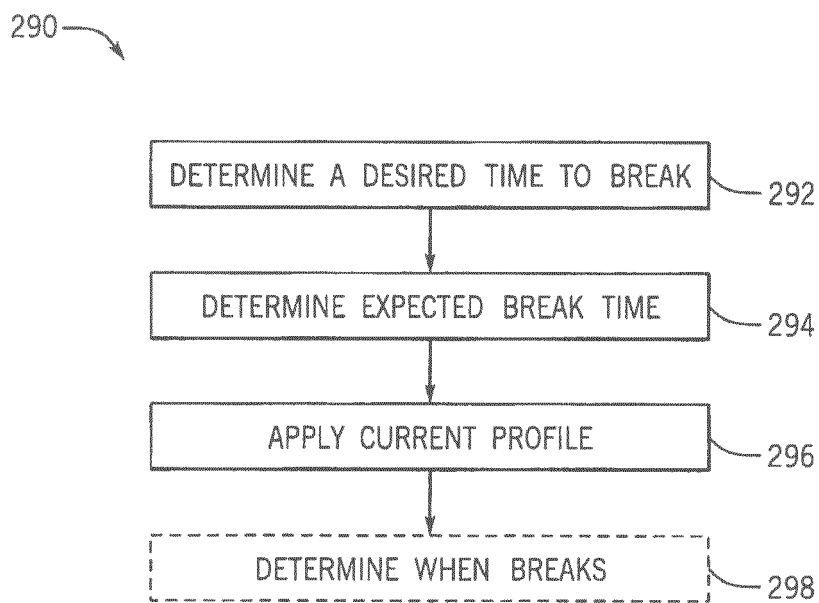 290
DETERMINE A DESIRED TIME TO BREAK
292
DETERMINE EXPECTED BREAK TIME
294
APPLY CURRENT PROFILE
296
DETERMINE WHEN BREAKS
298